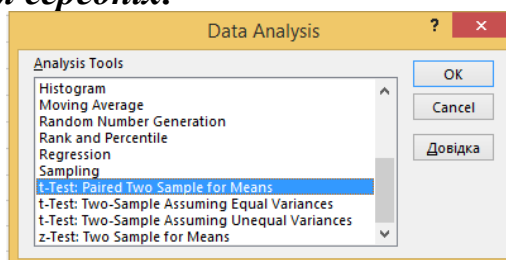 середніх.
Data Analysis
?
×
Analysis Tools
Histogram
Moving Average
Random Number Generation
Rank and Percentile
Regression
Sampling
t-Test: Paired Two Sample for Means
t-Test: Two-Sample Assuming Equal Variances
t-Test: Two-Sample Assuming Unequal Variances
z-Test: Two Sample for Means
OK
Cancel
Довідка